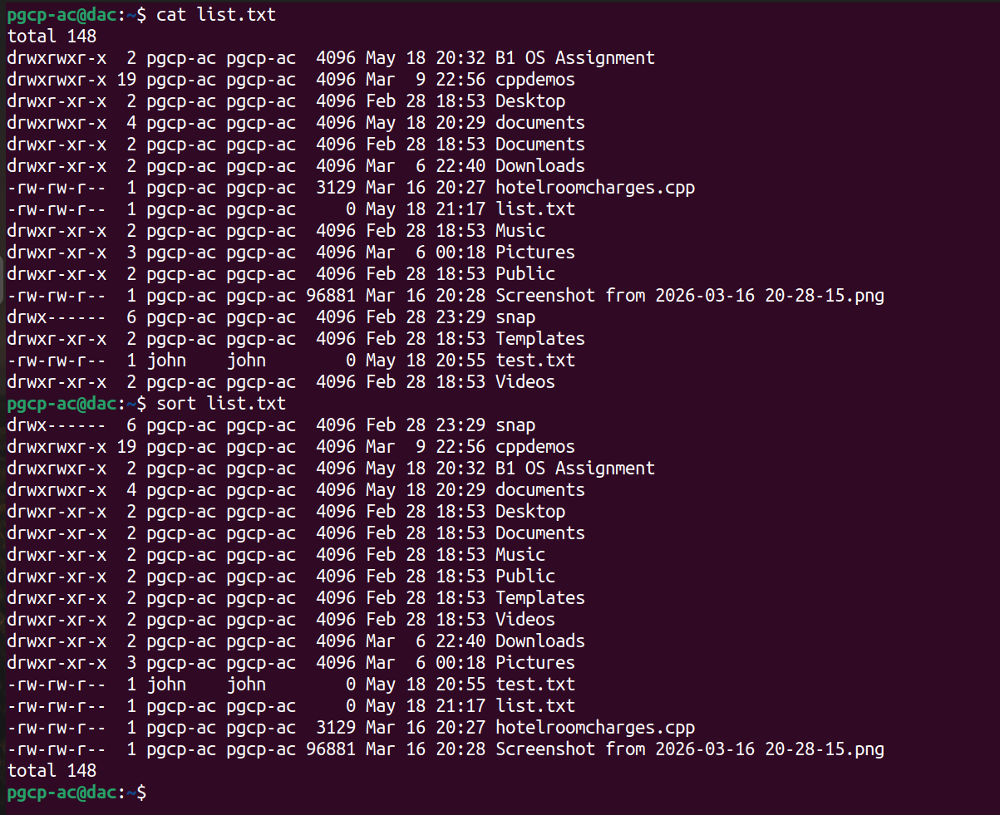 pgcp-ac@dac:~$ cat list.txt
total 148
drwxrwxr-x  2 pgcp-ac pgcp-ac  4096 May 18 20:32 B1 OS Assignment
drwxrwxr-x 19 pgcp-ac pgcp-ac  4096 Mar  9 22:56 cppdemos
drwxr-xr-x  2 pgcp-ac pgcp-ac  4096 Feb 28 18:53 Desktop
drwxrwxr-x  4 pgcp-ac pgcp-ac  4096 May 18 20:29 documents
drwxr-xr-x  2 pgcp-ac pgcp-ac  4096 Feb 28 18:53 Documents
drwxr-xr-x  2 pgcp-ac pgcp-ac  4096 Mar  6 22:40 Downloads
-rw-rw-r--  1 pgcp-ac pgcp-ac  3129 Mar 16 20:27 hotelroomcharges.cpp
-rw-rw-r--  1 pgcp-ac pgcp-ac     0 May 18 21:17 list.txt
drwxr-xr-x  2 pgcp-ac pgcp-ac  4096 Feb 28 18:53 Music
drwxr-xr-x  3 pgcp-ac pgcp-ac  4096 Mar  6 00:18 Pictures
drwxr-xr-x  2 pgcp-ac pgcp-ac  4096 Feb 28 18:53 Public
-rw-rw-r--  1 pgcp-ac pgcp-ac 96881 Mar 16 20:28 Screenshot from 2026-03-16 20-28-15.png
drwx------  6 pgcp-ac pgcp-ac  4096 Feb 28 23:29 snap
drwxr-xr-x  2 pgcp-ac pgcp-ac  4096 Feb 28 18:53 Templates
-rw-rw-r--  1 john    john        0 May 18 20:55 test.txt
drwxr-xr-x  2 pgcp-ac pgcp-ac  4096 Feb 28 18:53 Videos
pgcp-ac@dac:~$ sort list.txt
drwx------  6 pgcp-ac pgcp-ac  4096 Feb 28 23:29 snap
drwxrwxr-x 19 pgcp-ac pgcp-ac  4096 Mar  9 22:56 cppdemos
drwxrwxr-x  2 pgcp-ac pgcp-ac  4096 May 18 20:32 B1 OS Assignment
drwxrwxr-x  4 pgcp-ac pgcp-ac  4096 May 18 20:29 documents
drwxr-xr-x  2 pgcp-ac pgcp-ac  4096 Feb 28 18:53 Desktop
drwxr-xr-x  2 pgcp-ac pgcp-ac  4096 Feb 28 18:53 Documents
drwxr-xr-x  2 pgcp-ac pgcp-ac  4096 Feb 28 18:53 Music
drwxr-xr-x  2 pgcp-ac pgcp-ac  4096 Feb 28 18:53 Public
drwxr-xr-x  2 pgcp-ac pgcp-ac  4096 Feb 28 18:53 Templates
drwxr-xr-x  2 pgcp-ac pgcp-ac  4096 Feb 28 18:53 Videos
drwxr-xr-x  2 pgcp-ac pgcp-ac  4096 Mar  6 22:40 Downloads
drwxr-xr-x  3 pgcp-ac pgcp-ac  4096 Mar  6 00:18 Pictures
-rw-rw-r--  1 john    john        0 May 18 20:55 test.txt
-rw-rw-r--  1 pgcp-ac pgcp-ac     0 May 18 21:17 list.txt
-rw-rw-r--  1 pgcp-ac pgcp-ac  3129 Mar 16 20:27 hotelroomcharges.cpp
-rw-rw-r--  1 pgcp-ac pgcp-ac 96881 Mar 16 20:28 Screenshot from 2026-03-16 20-28-15.png
total 148
pgcp-ac@dac:~$